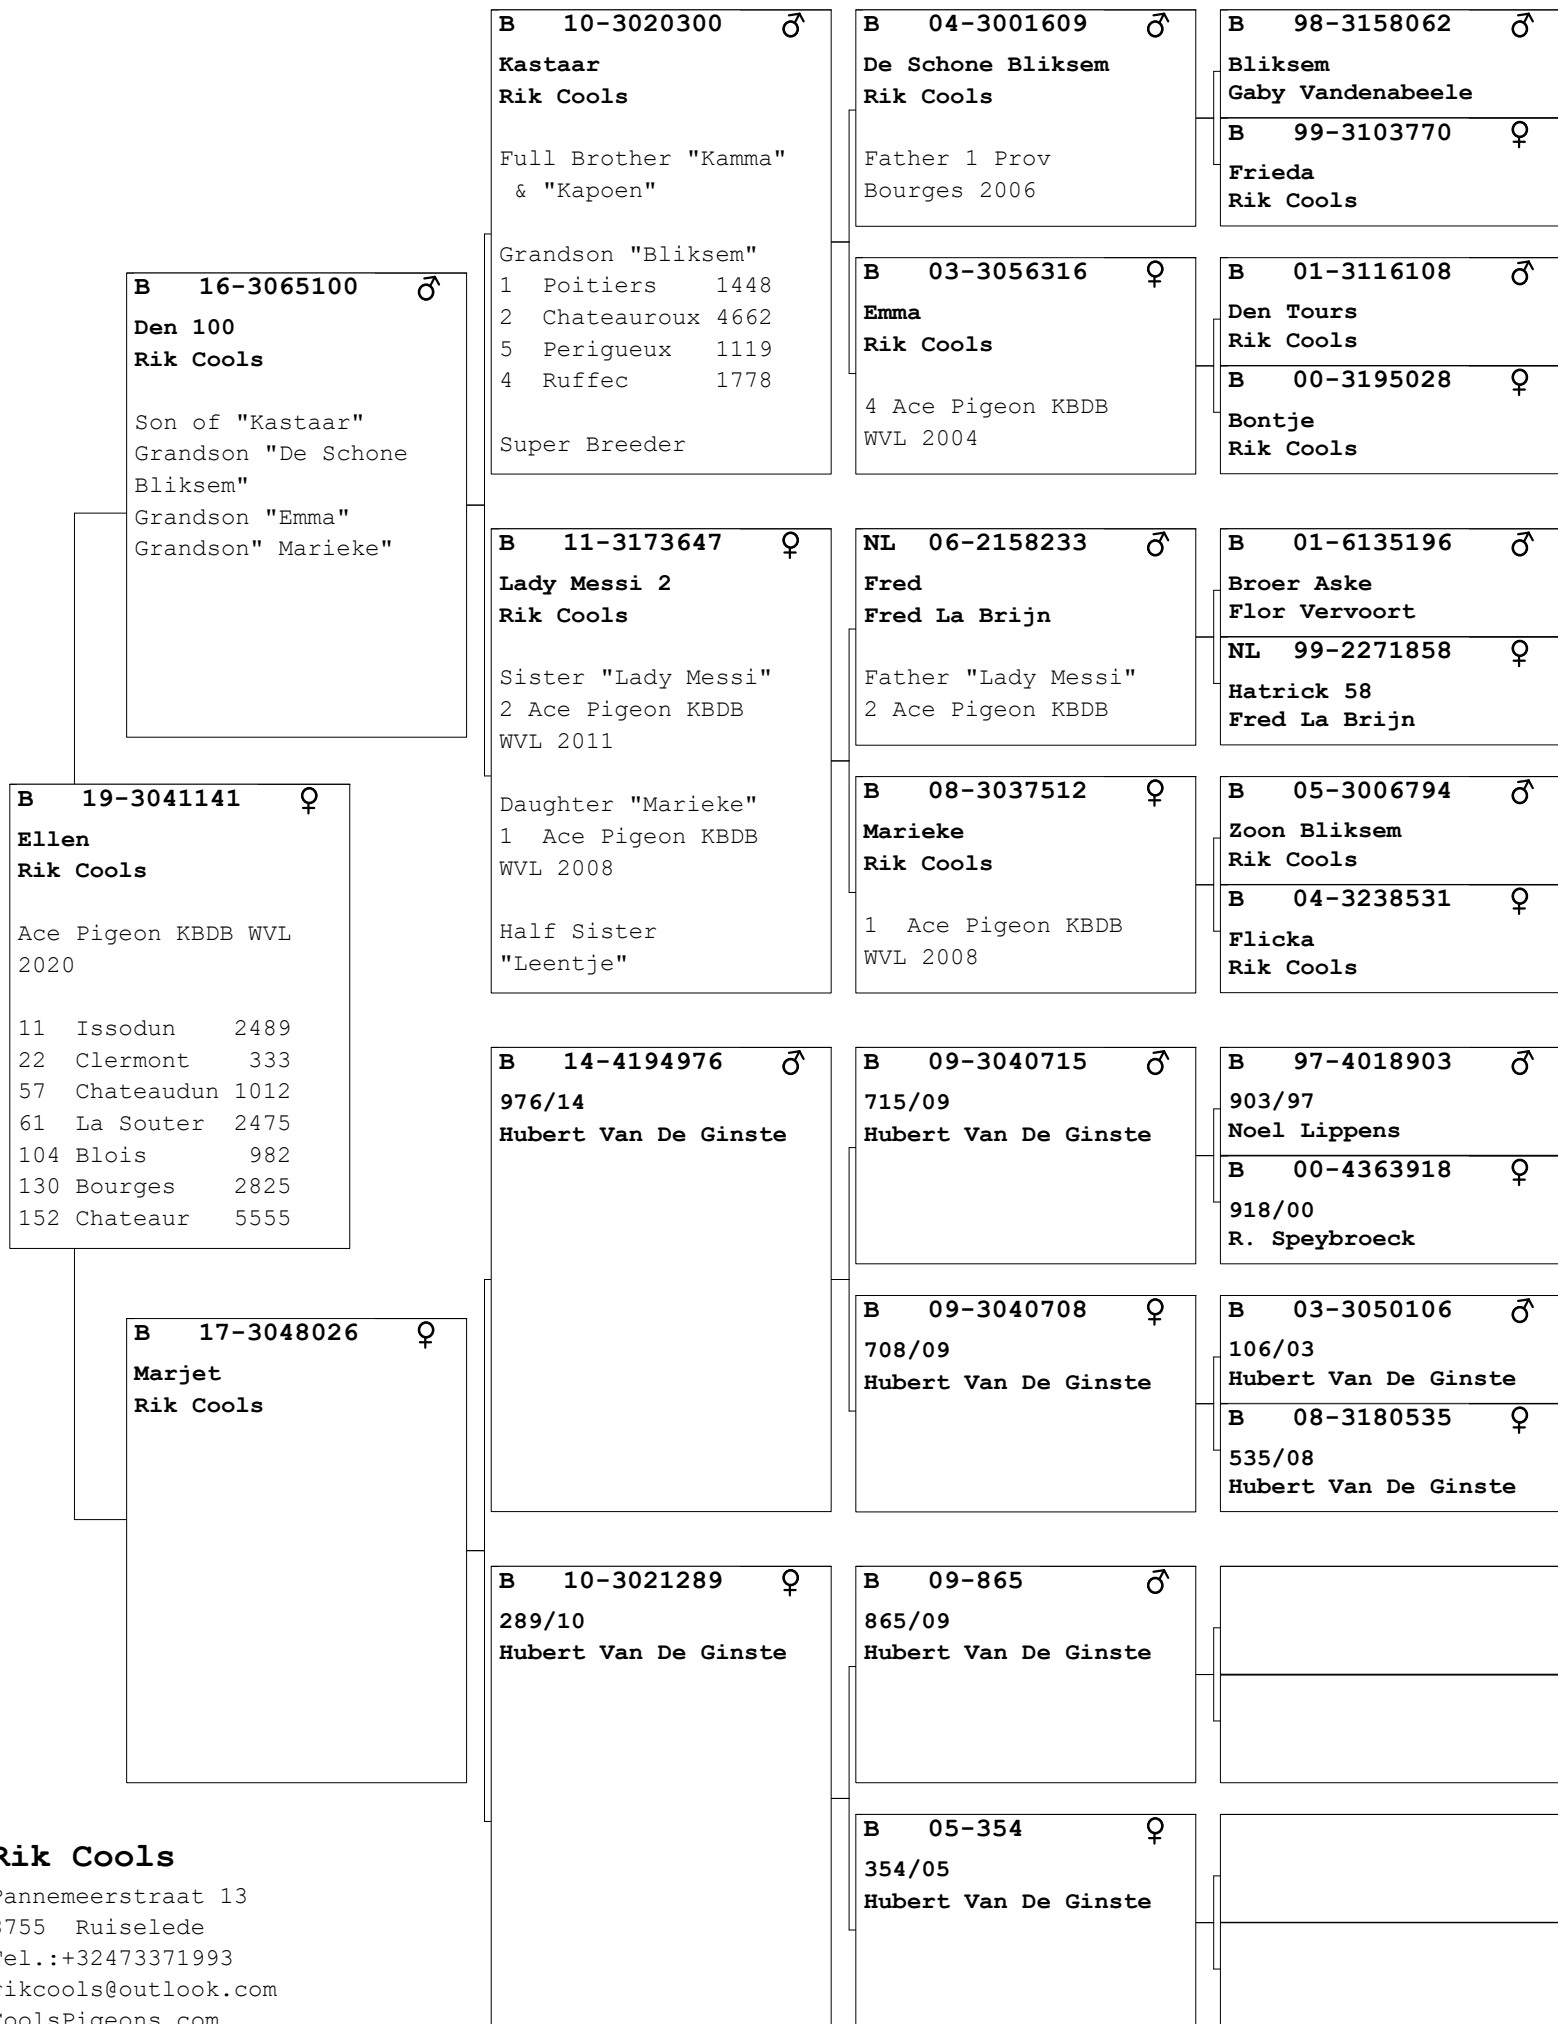 B 19-3041141 ♀
Ellen
Rik Cools
Ace Pigeon KBDB WVL
2020
11 Issodun 2489
22 Clermont 333
57 Chateaudun 1012
61 La Souter 2475
104 Blois 982
130 Bourges 2825
152 Chateaur 5555
B 16-3065100 ♂
Den 100
Rik Cools
Son of "Kastaar"
Grandson "De Schone
Bliksem"
Grandson "Emma"
Grandson" Marieke"
B 17-3048026 ♀
Marjet
Rik Cools
B 10-3020300 ♂
Kastaar
Rik Cools
Full Brother "Kamma"
& "Kapoen"
Grandson "Bliksem"
1 Poitiers 1448
2 Chateauroux 4662
5 Perigueux 1119
4 Ruffec 1778
Super Breeder
B 11-3173647 ♀
Lady Messi 2
Rik Cools
Sister "Lady Messi"
2 Ace Pigeon KBDB
WVL 2011
Daughter "Marieke"
1 Ace Pigeon KBDB
WVL 2008
Half Sister
"Leentje"
B 14-4194976 ♂
976/14
Hubert Van De Ginste
B 10-3021289 ♀
289/10
Hubert Van De Ginste
B 04-3001609 ♂
De Schone Bliksem
Rik Cools
Father 1 Prov
Bourges 2006
B 03-3056316 ♀
Emma
Rik Cools
4 Ace Pigeon KBDB
WVL 2004
NL 06-2158233 ♂
Fred
Fred La Brijn
Father "Lady Messi"
2 Ace Pigeon KBDB
B 08-3037512 ♀
Marieke
Rik Cools
1 Ace Pigeon KBDB
WVL 2008
B 09-3040715 ♂
715/09
Hubert Van De Ginste
B 09-3040708 ♀
708/09
Hubert Van De Ginste
B 09-865 ♂
865/09
Hubert Van De Ginste
B 05-354 ♀
354/05
Hubert Van De Ginste
B 98-3158062 ♂
Bliksem
Gaby Vandenabeele
B 99-3103770 ♀
Frieda
Rik Cools
B 01-3116108 ♂
Den Tours
Rik Cools
B 00-3195028 ♀
Bontje
Rik Cools
B 01-6135196 ♂
Broer Aske
Flor Vervoort
NL 99-2271858 ♀
Hatrick 58
Fred La Brijn
B 05-3006794 ♂
Zoon Bliksem
Rik Cools
B 04-3238531 ♀
Flicka
Rik Cools
B 97-4018903 ♂
903/97
Noel Lippens
B 00-4363918 ♀
918/00
R. Speybroeck
B 03-3050106 ♂
106/03
Hubert Van De Ginste
B 08-3180535 ♀
535/08
Hubert Van De Ginste
Rik Cools
Pannemeerstraat 13
8755 Ruiselede
Tel.:+32473371993
rikcools@outlook.com
CoolsPigeons.com